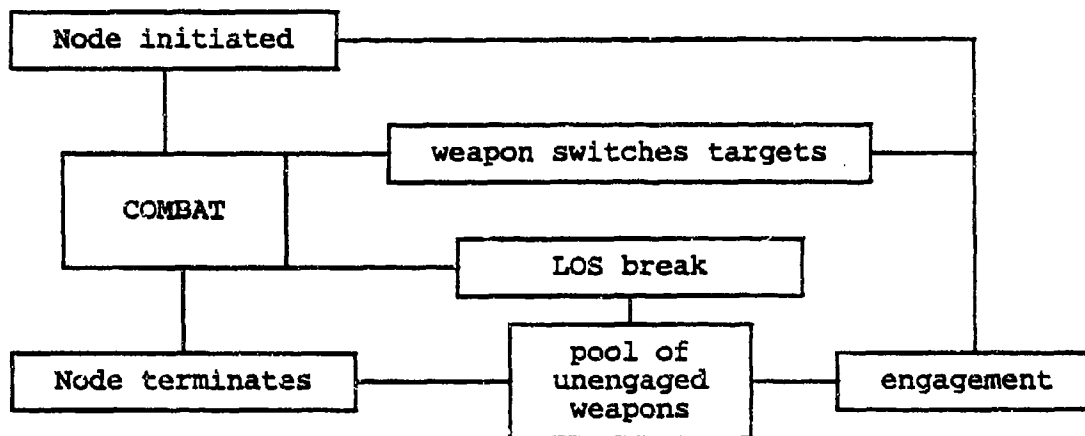 Node initiated
weapon switches targets
COMBAT
LOS break
pool of
unengaged
weapons
Node terminates
engagement